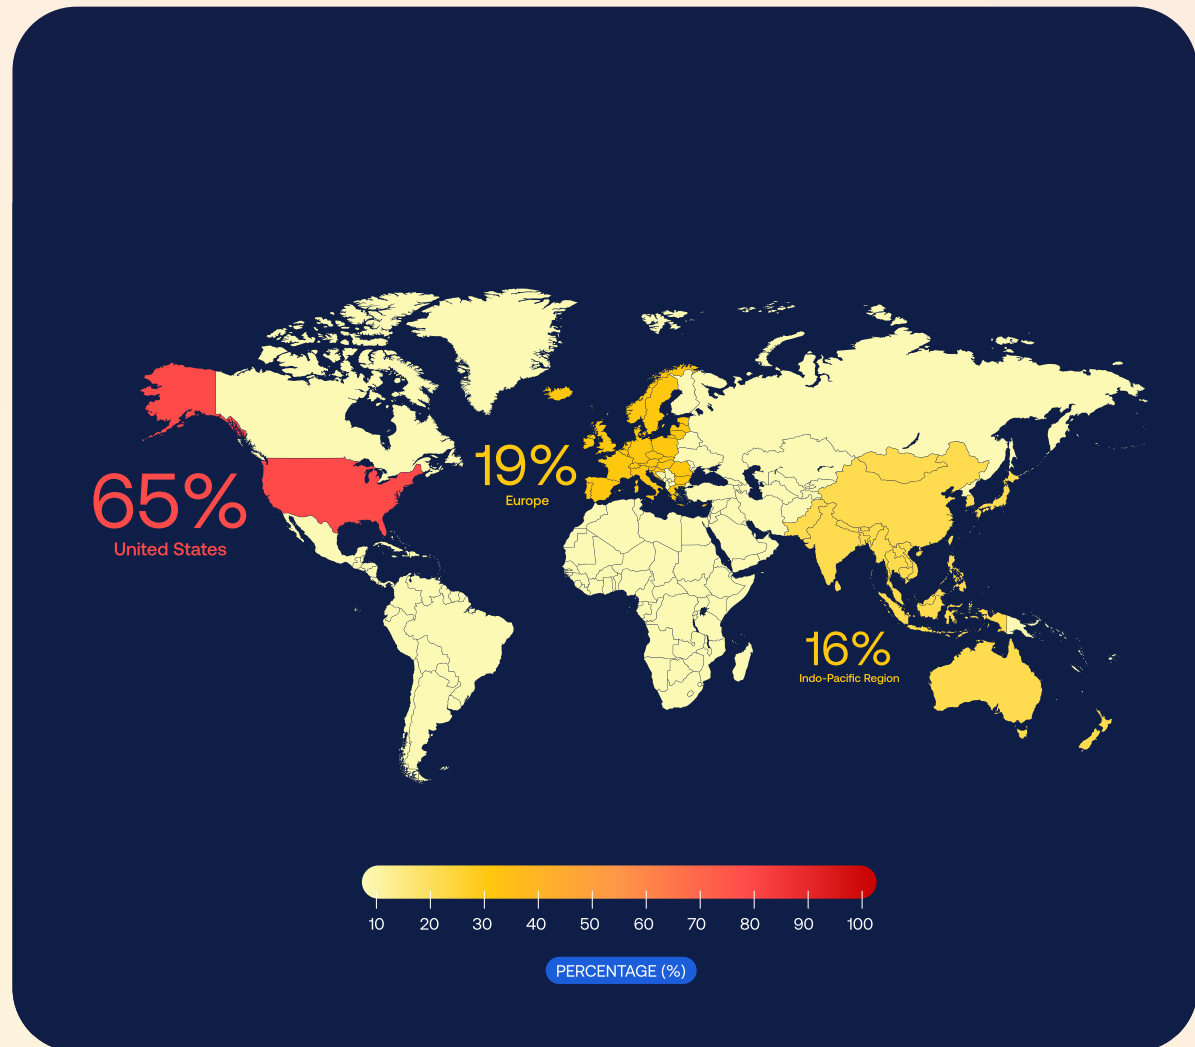 19%
Europe
65%
United States
16%
Indo-Pacific Region
10 20 30 40 50 60 70 80 90 100
PERCENTAGE (%)